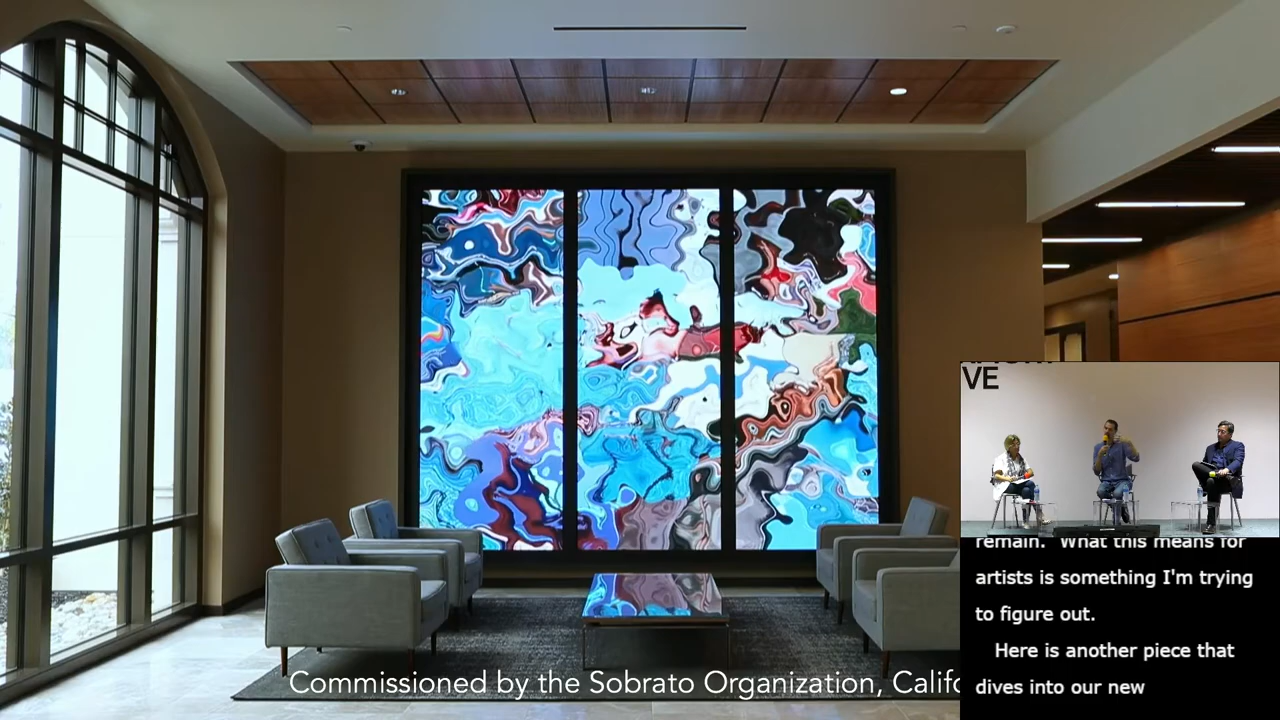 VE
remain. What this means for
artists is something I'm trying
to figure out.
Here is another piece that
dives into our new
Commissioned by the Sobrato Organization,